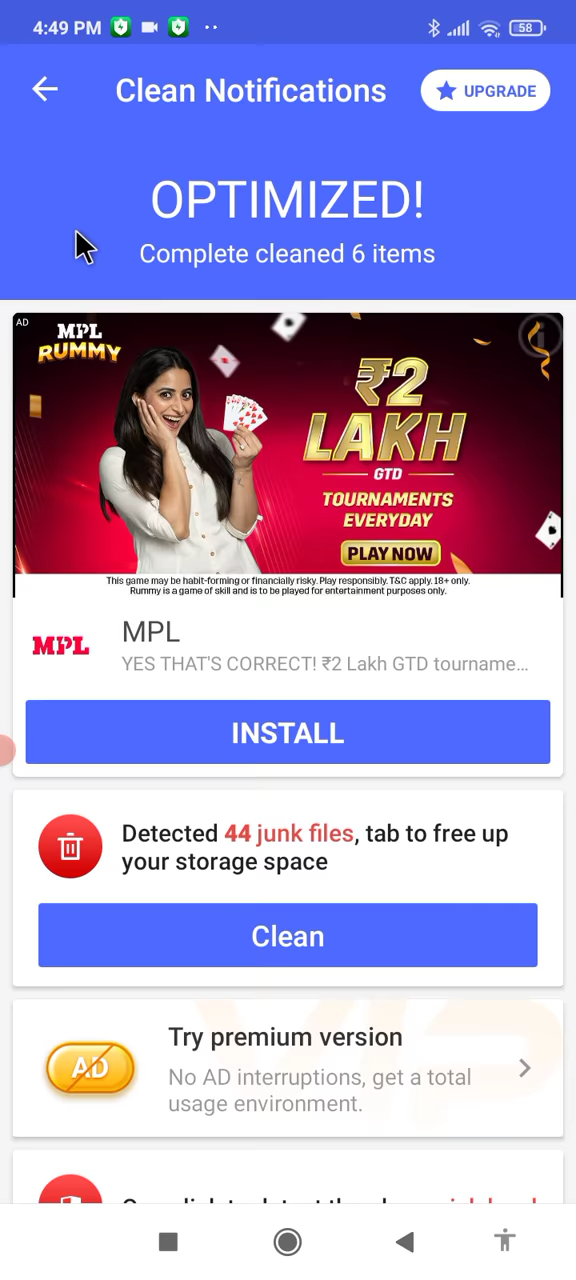 4:49 PM
58
Clean Notifications
UPGRADE
OPTIMIZED!
Complete cleaned 6 items
AD
MPL
RUMMY
₹2
LAKH
GTD
TOURNAMENTS
EVERYDAY
PLAY NOW
This game may be habit-forming or financially risky. Play responsibly. T&C apply. 18+ only.
Rummy is a game of skill and is to be played for entertainment purposes only.
MPL
MPL
YES THAT'S CORRECT! ₹2 Lakh GTD tourname...
INSTALL
Detected 44 junk files, tab to free up
your storage space
Clean
AD
Try premium version
No AD interruptions, get a total
usage environment.